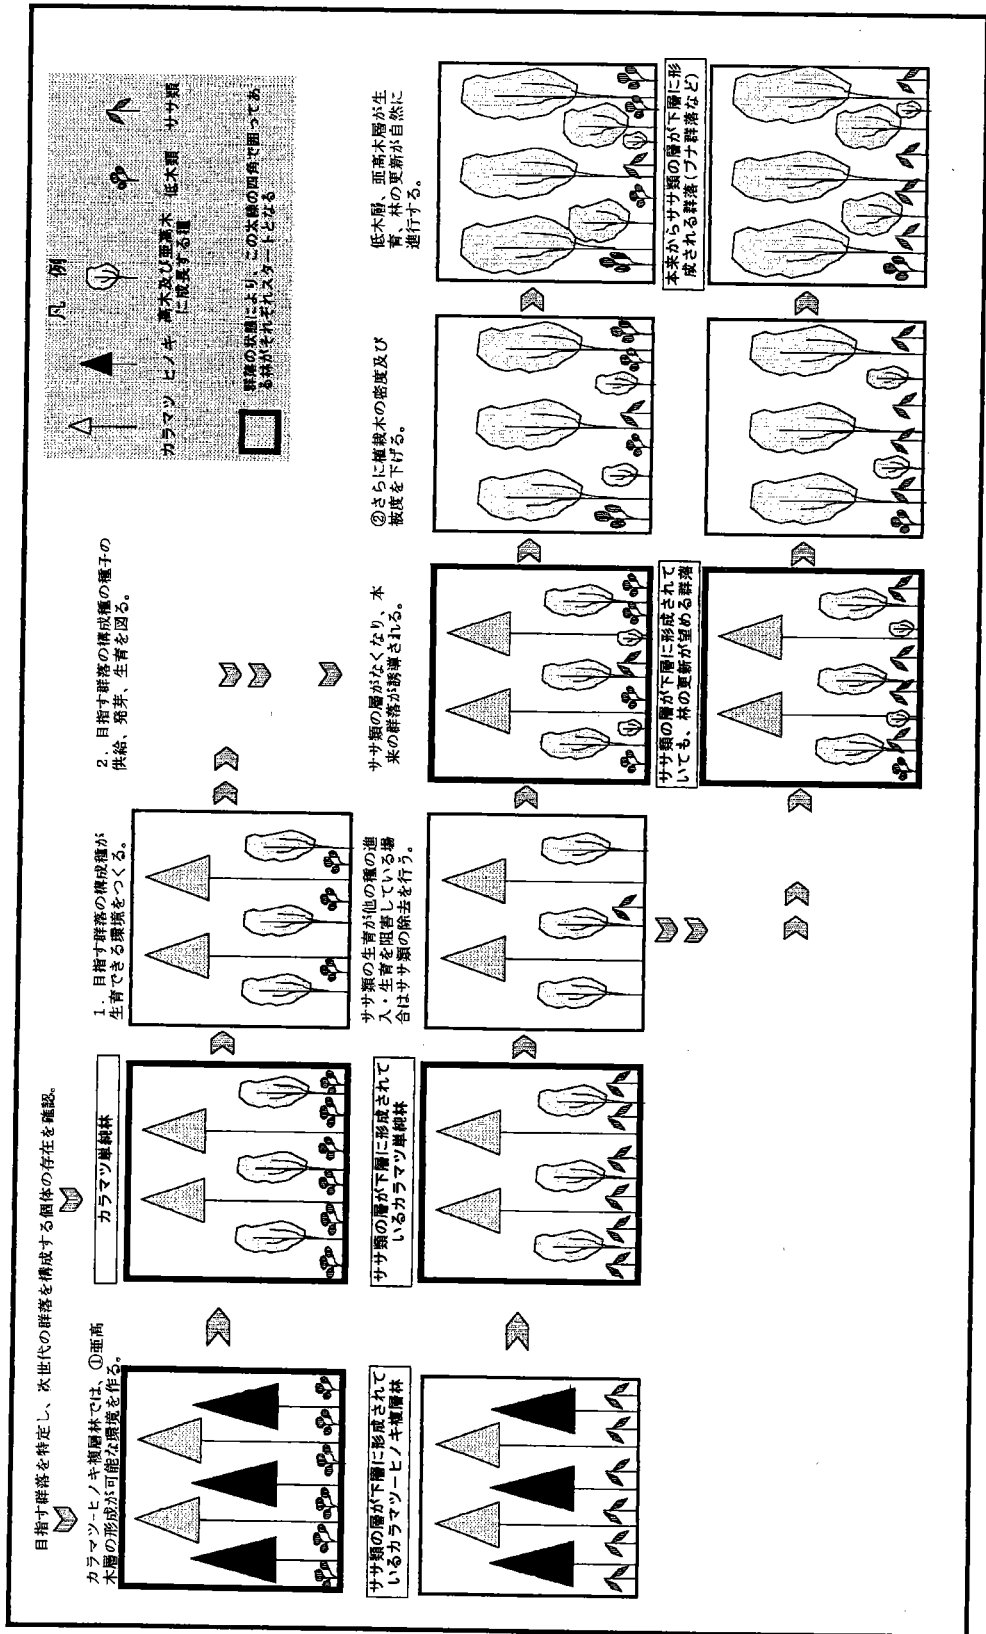 目指す群落を特定し、次世代の群落を構成する個体の存在を確認。
カラマツ-ヒノキ複層林では、①亜高
木層の形成が可能な環境を作る。
カラマツ単純林
1．目指す群落の構成種が
生育できる環境をつくる。
2．目指す群落の構成種の種子の
供給、発芽、生育を図る。
凡　例
カラマツ　ヒノキ　高木及び亜高木　低木類　ササ類
に成長する種
群落の状態により、この太線の四角で囲ってあ
る林がそれぞれスタートとなる
ササ類の層が下層に形成されて
いるカラマツーヒノキ複層林
ササ類の層が下層に形成されて
いるカラマツ単純林
ササ類の生育が他の種の進
入・生育を阻害している場
合はササ類の除去を行う。
ササ類の層がなくなり、本
来の群落が誘導される。
②さらに植栽木の密度及び
被度を下げる。
低木層、亜高木層が生
育、林の更新が自然に
進行する。
ササ類の層が下層に形成されて
いても、林の更新が望める群落
本来からササ類の層が下層に形
成される群落(ブナ群落など)